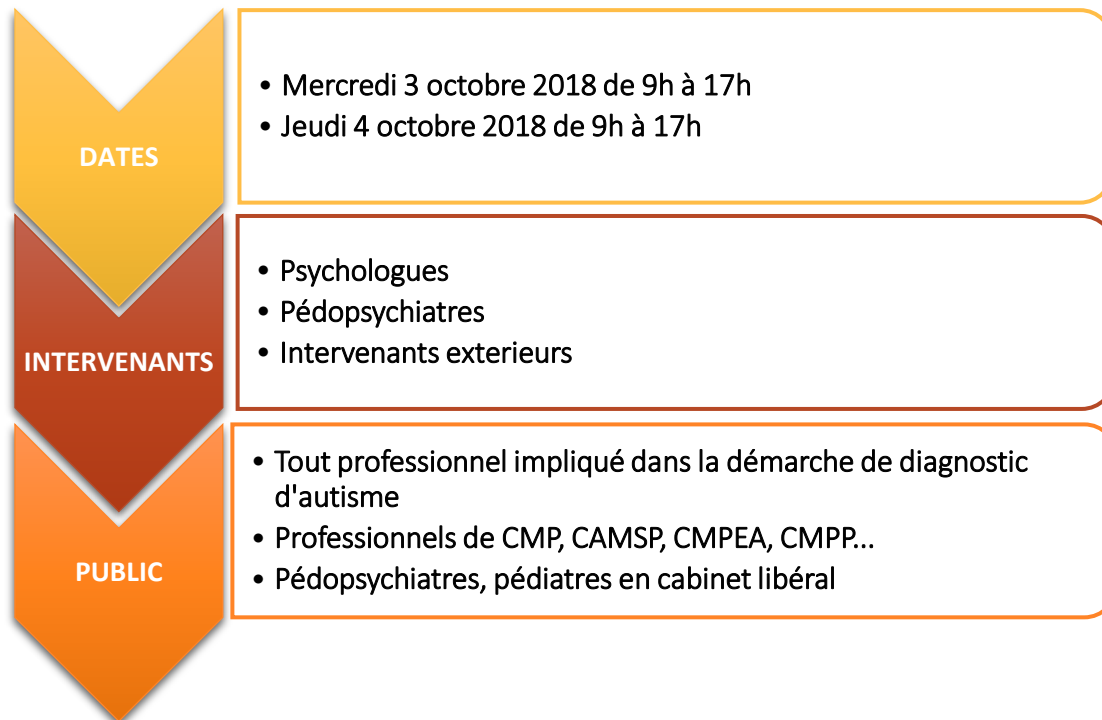 DATES
• Mercredi 3 octobre 2018 de 9h à 17h
• Jeudi 4 octobre 2018 de 9h à 17h
INTERVENANTS
• Psychologues
• Pédopsychiatres
• Intervenants exterieurs
PUBLIC
• Tout professionnel impliqué dans la démarche de diagnostic
d'autisme
• Professionnels de CMP, CAMSP, CMPEA, CMPP...
• Pédopsychiatres, pédiatres en cabinet libéral